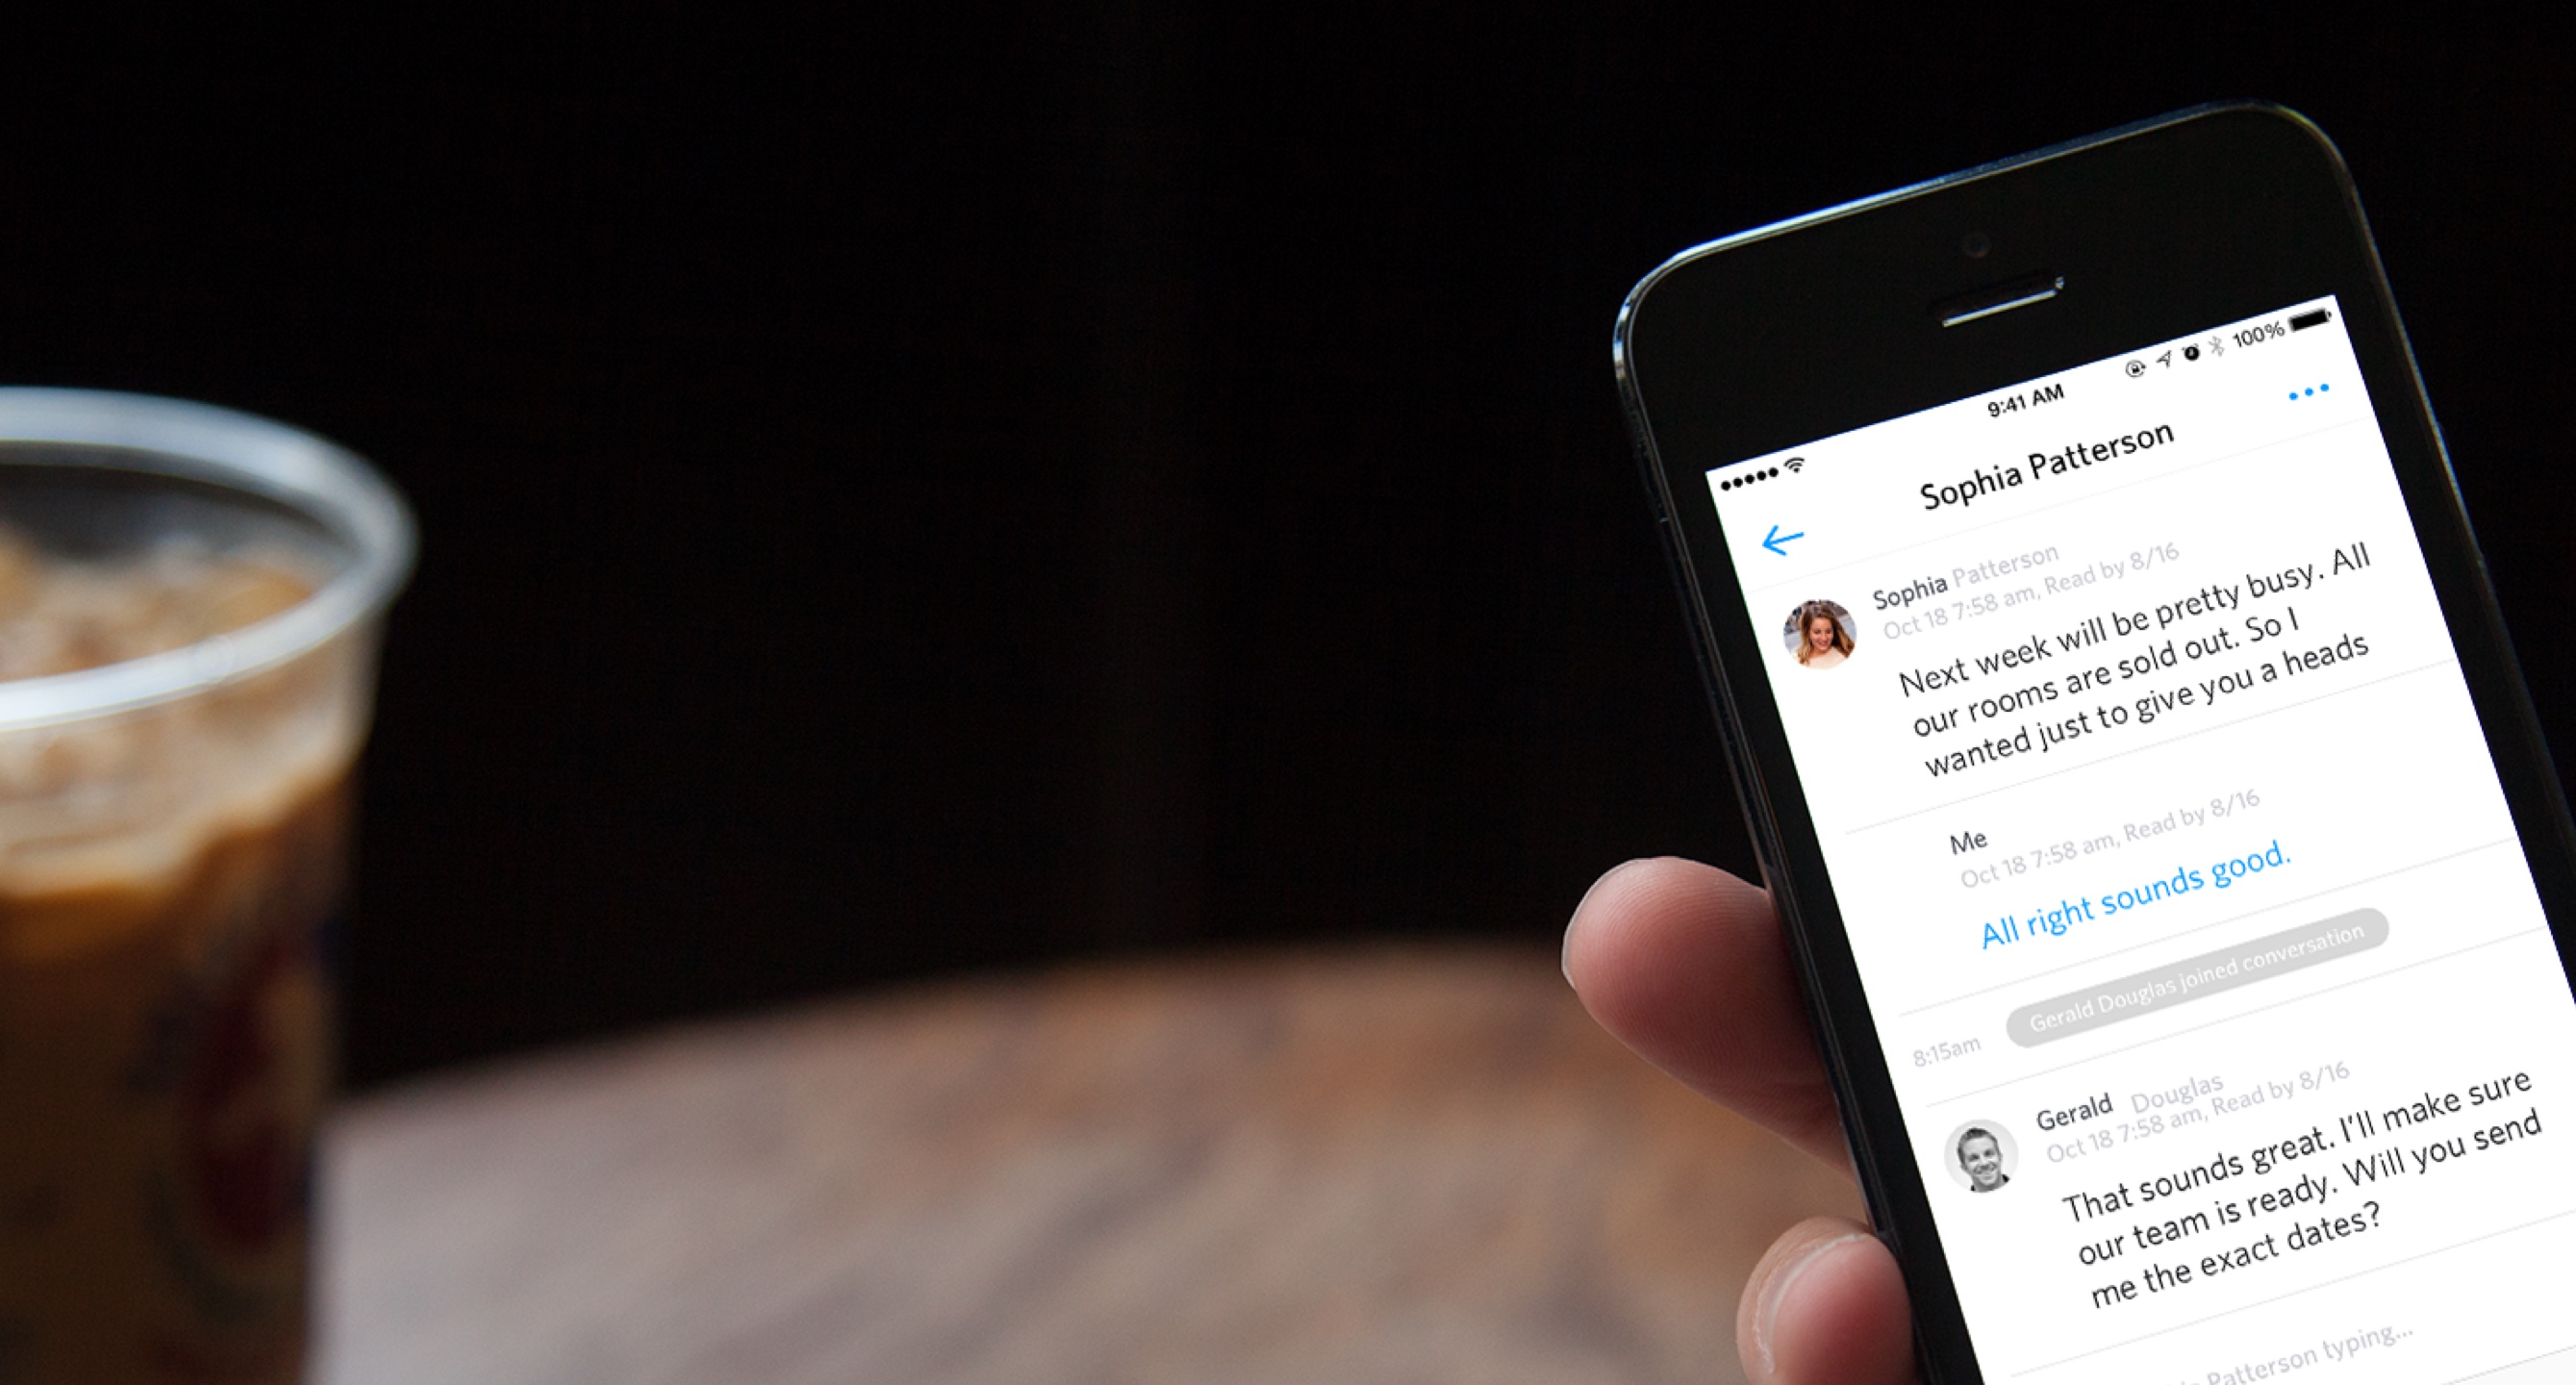 9:41 AM
100%
Sophia Patterson
Sophia Patterson
Oct 18 7:58 am, Read by 8/16
Next week will be pretty busy. All
our rooms are sold out. So I
wanted just to give you a heads
Me
Oct 18 7:58 am, Read by 8/16
All right sounds good.
8:15am
Gerald Douglas joined conversation
Gerald Douglas
Oct 18 7:58 am, Read by 8/16
That sounds great. I'll make sure
our team is ready. Will you send
me the exact dates?
Patterson typing...